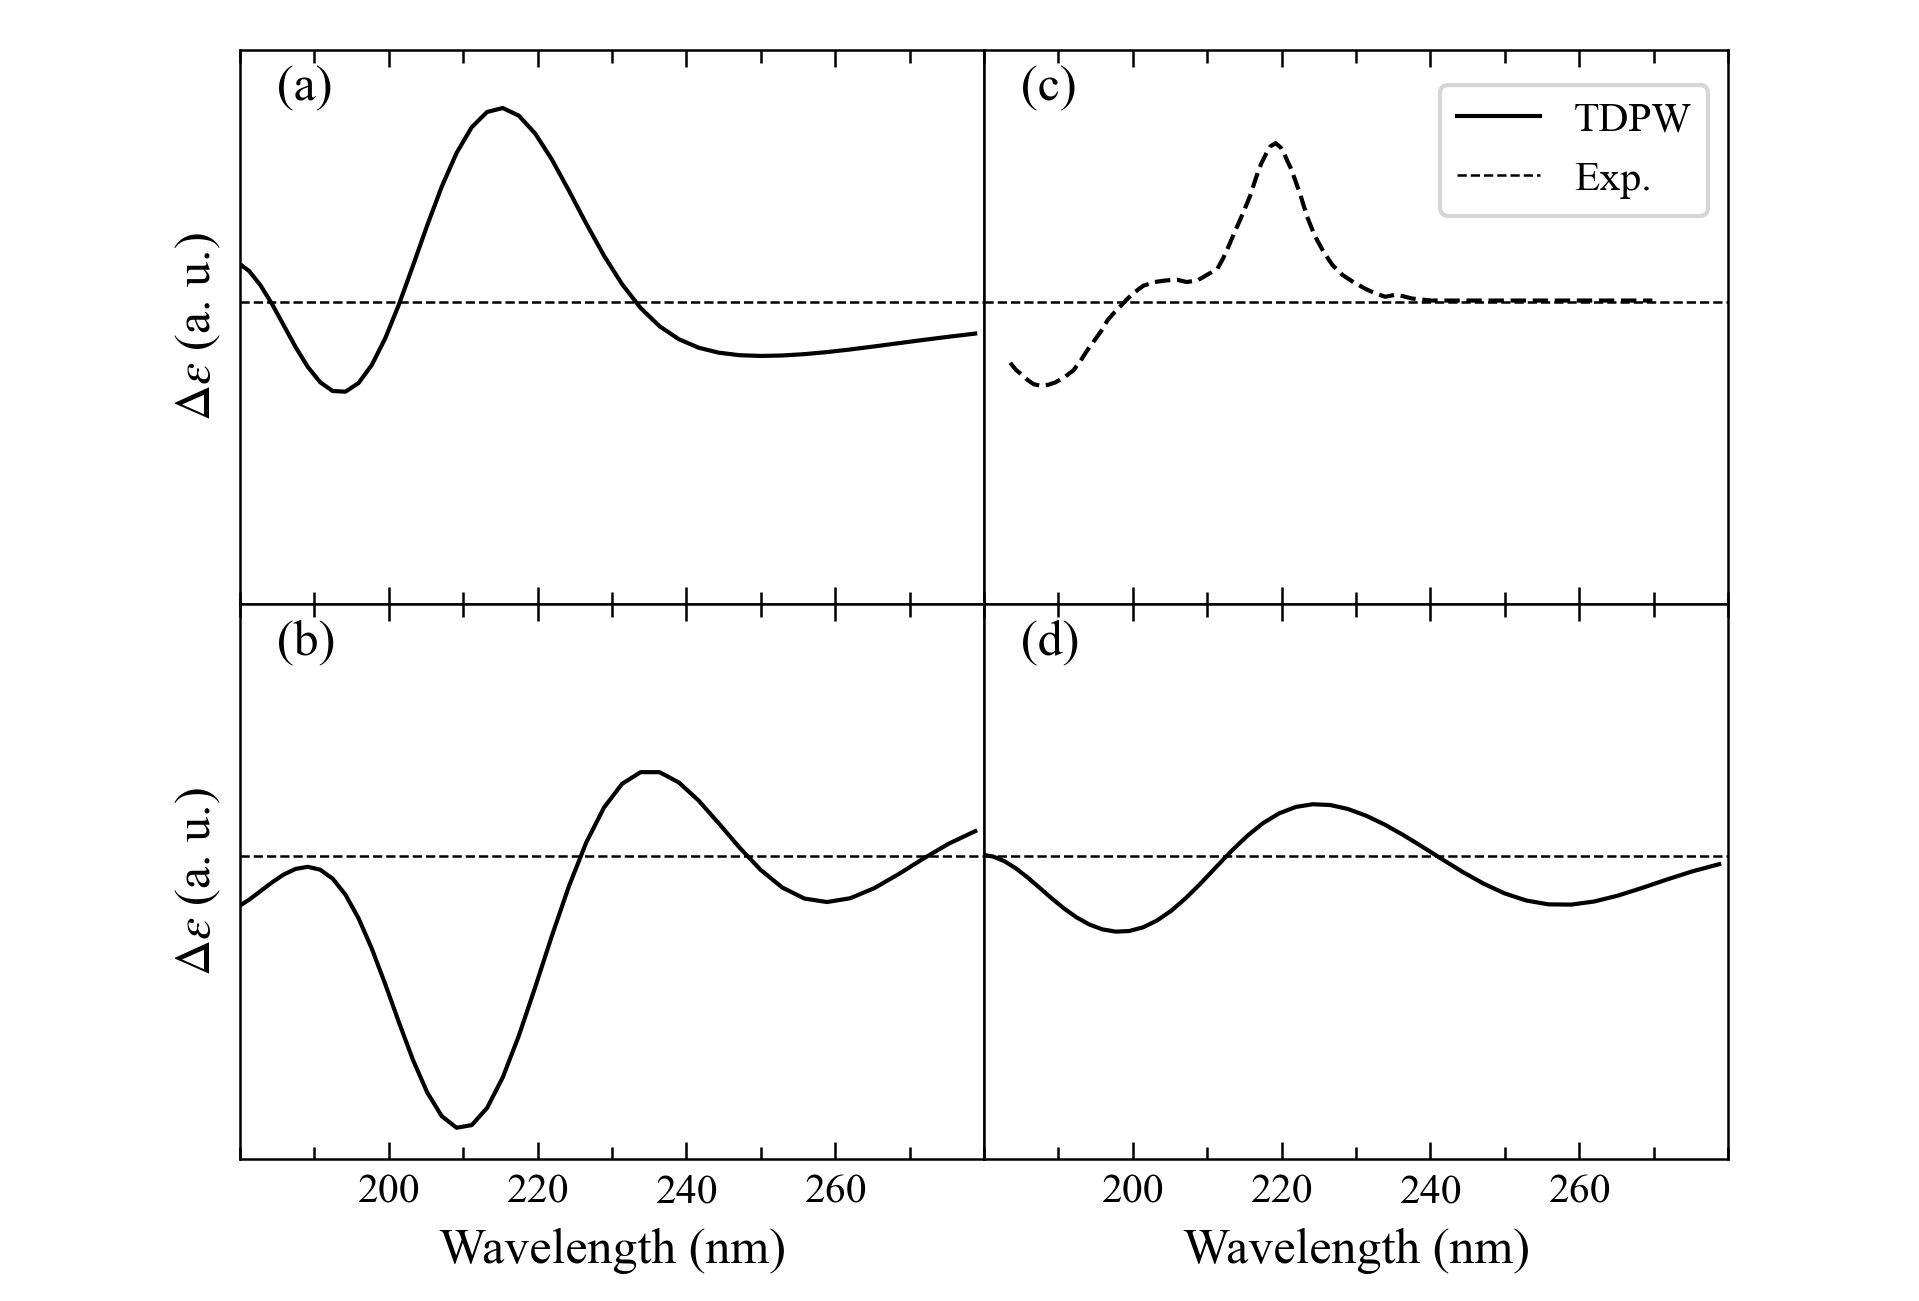 (a)
(c)
TDPW
Exp.
Δε (a. u.)
(b)
(d)
Δε (a. u.)
200 220 240 260
200 220 240 260
Wavelength (nm)
Wavelength (nm)